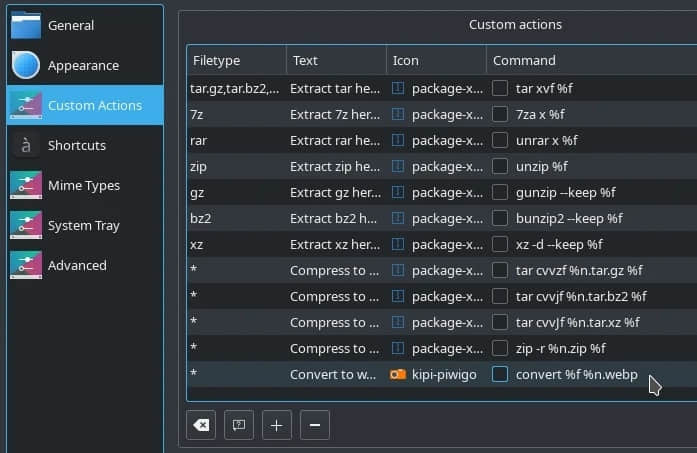 General
Appearance
Custom Actions
Shortcuts
Mime Types
System Tray
Advanced
Custom actions
Filetype Text Icon Command
tar.gz,tar.bz2,... Extract tar he... package-x... tar xvf %f
7z Extract 7z her... package-x... 7za x %f
rar Extract rar he... package-x... unrar x %f
zip Extract zip he... package-x... unzip %f
gz Extract gz her... package-x... gunzip --keep %f
bz2 Extract bz2 h... package-x... bunzip2 --keep %f
xz Extract xz her... package-x... xz -d --keep %f
* Compress to ... package-x... tar cvvzf %n.tar.gz %f
* Compress to ... package-x... tar cvvjf %n.tar.bz2 %f
* Compress to ... package-x... tar cvvJf %n.tar.xz %f
* Compress to ... package-x... zip -r %n.zip %f
* Convert to w... kipi-piwigo convert %f %n.webp